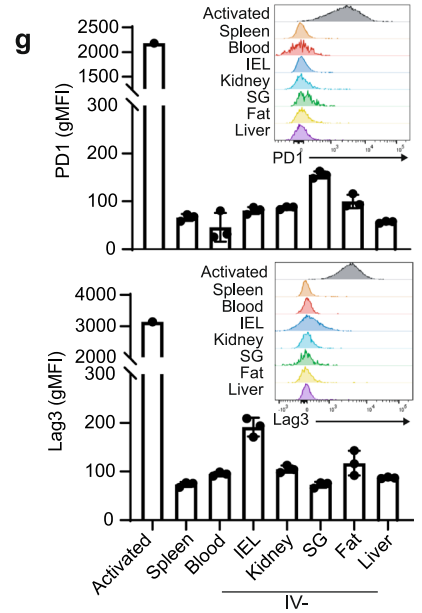 g
PD1 (gMFI)
2500
2000
1500
300
200
100
0
Activated
Spleen
Blood
IEL
Kidney
SG
Fat
Liver
PD1
Lag3 (gMFI)
4000
3000
2000
300
200
100
0
Activated
Spleen
Blood
IEL
Kidney
SG
Fat
Liver
Lag3
Activated
Spleen
Blood
IEL
Kidney
SG
Fat
Liver
IV-